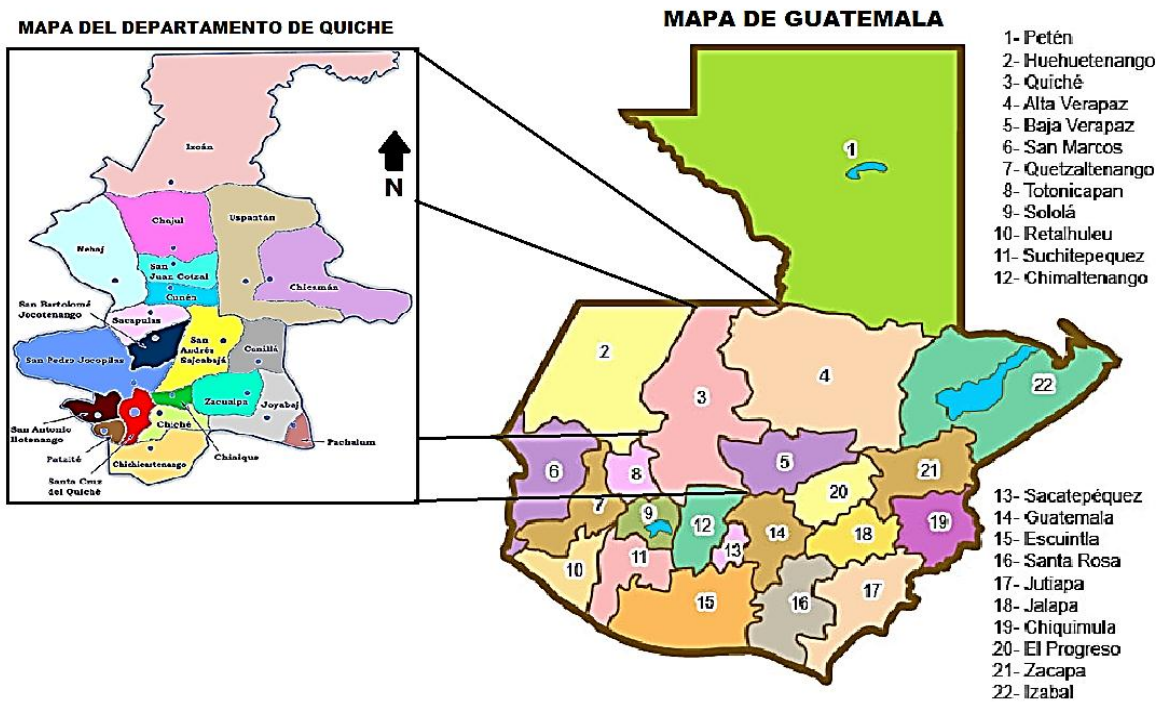 MAPA DEL DEPARTAMENTO DE QUICHE
Ixcán
N
Chajul
Uspantán
Nebaj
San
Juan Cotzal
Chicamán
Cunén
San Bartolomé
Jocotenango
Sacapulas
San
Andrés
Sajcabajá
Canillá
San Pedro Jocopilas
Zacualpa
Joyabaj
San Antonio
Ilotenango
Chiché
Patzité
Chinique
Pachalum
Santa Cruz
del Quiché
Chichicastenango
MAPA DE GUATEMALA
1
2
3
4
22
5
6
8
21
20
7
9
12
14
19
18
13
11
10
17
15
16
1- Petén
2- Huehuetenango
3- Quiché
4- Alta Verapaz
5- Baja Verapaz
6- San Marcos
7- Quetzaltenango
8- Totonicapan
9- Sololá
10- Retalhuleu
11- Suchitepequez
12- Chimaltenango
13- Sacatepéquez
14- Guatemala
15- Escuintla
16- Santa Rosa
17- Jutiapa
18- Jalapa
19- Chiquimula
20- El Progreso
21- Zacapa
22- Izabal